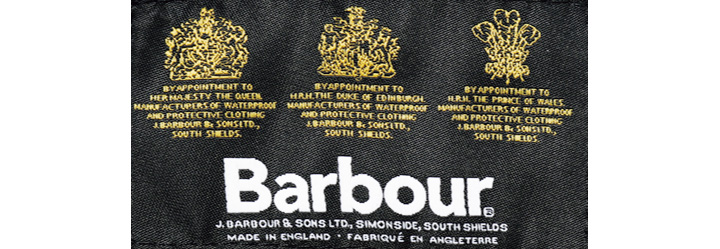 BY APPOINTMENT TO
HER MAJESTY THE QUEEN.
MANUFACTURERS OF WATERPROOF
AND PROTECTIVE CLOTHING
J.BARBOUR & SONS LTD.,
SOUTH SHIELDS.
BY APPOINTMENT TO
H.R.H. THE DUKE OF EDINBURGH.
MANUFACTURERS OF WATERPROOF
AND PROTECTIVE CLOTHING
J.BARBOUR & SONS LTD.,
SOUTH SHIELDS.
BY APPOINTMENT TO
H.R.H. THE PRINCE OF WALES.
MANUFACTURERS OF WATERPROOF
AND PROTECTIVE CLOTHING
J.BARBOUR & SONS LTD.,
SOUTH SHIELDS.
Barbour®
J. BARBOUR & SONS LTD., SIMONSIDE, SOUTH SHIELDS
MADE IN ENGLAND · FABRIQUÉ EN ANGLETERRE